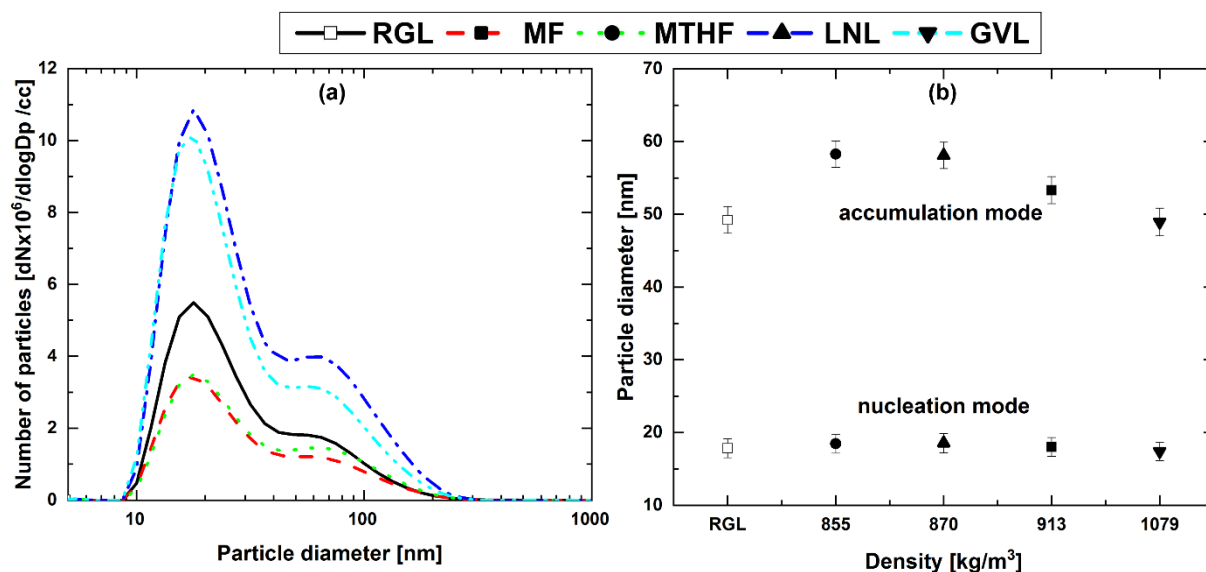 RGL MF MTHF LNL GVL
(a)
Number of particles [dNx10⁶/dlogDp /cc]
12
10
8
6
4
2
0
10 100 1000
Particle diameter [nm]
(b)
Particle diameter [nm]
70
60
50
40
30
20
10
accumulation mode
nucleation mode
RGL 855 870 913 1079
Density [kg/m³]